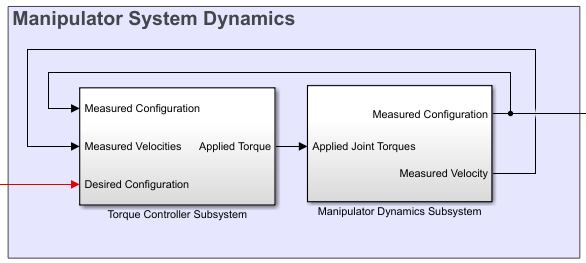 Manipulator System Dynamics
Measured Configuration
Measured Velocities
Applied Torque
Desired Configuration
Torque Controller Subsystem
Measured Configuration
Applied Joint Torques
Measured Velocity
Manipulator Dynamics Subsystem